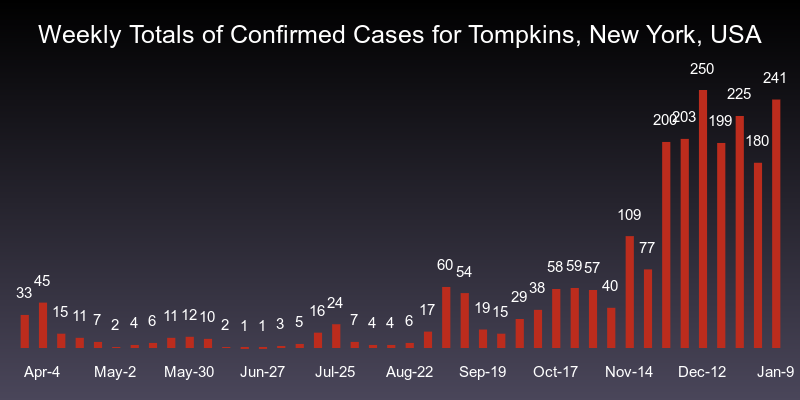 Weekly Totals of Confirmed Cases for Tompkins, New York, USA
33 45 15 11 7 2 4 6 11 12 10 2 1 1 3 5 16 24 7 4 4 6 17 60 54 19 15 29 38 58 59 57 40 109 77 200 203 250 199 225 180 241
Apr-4 May-2 May-30 Jun-27 Jul-25 Aug-22 Sep-19 Oct-17 Nov-14 Dec-12 Jan-9